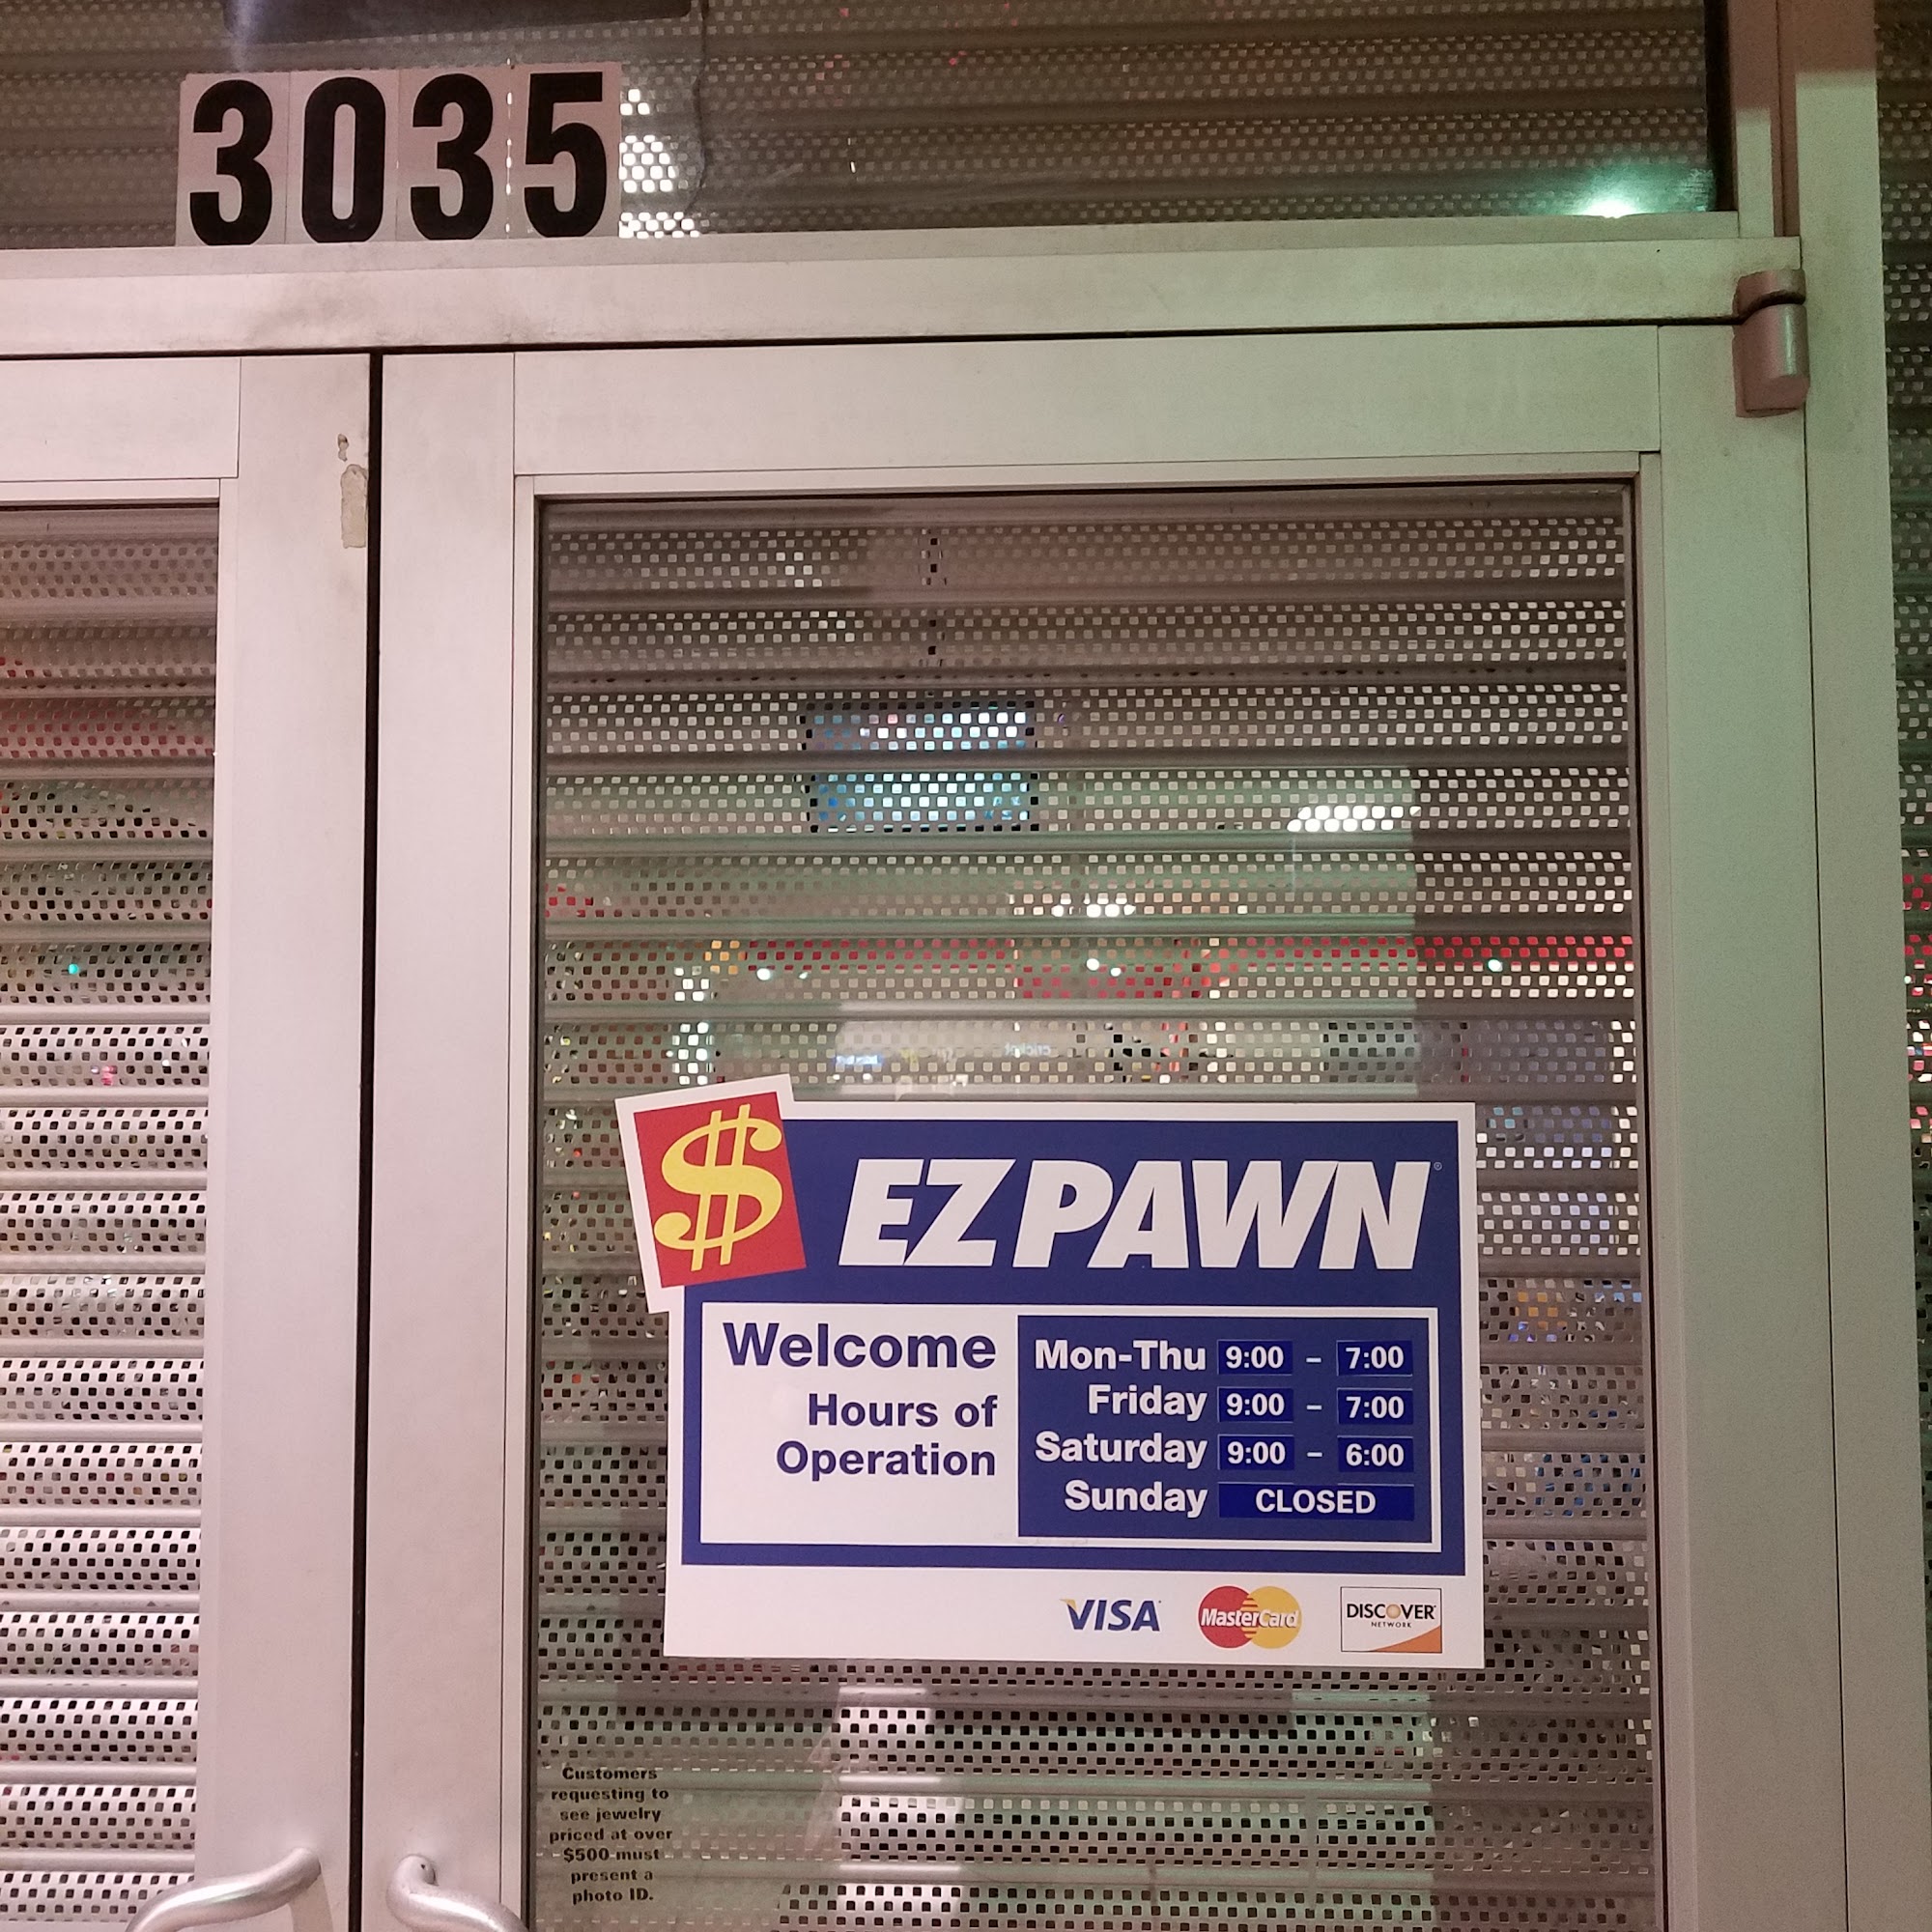 3035
$ EZPAWN®
Welcome
Hours of
Operation
Mon-Thu 9:00 – 7:00
Friday 9:00 – 7:00
Saturday 9:00 – 6:00
Sunday CLOSED
VISA MasterCard DISCOVER NETWORK
Customers
requesting to
see jewelry
priced at over
$500 must
present a
photo ID.